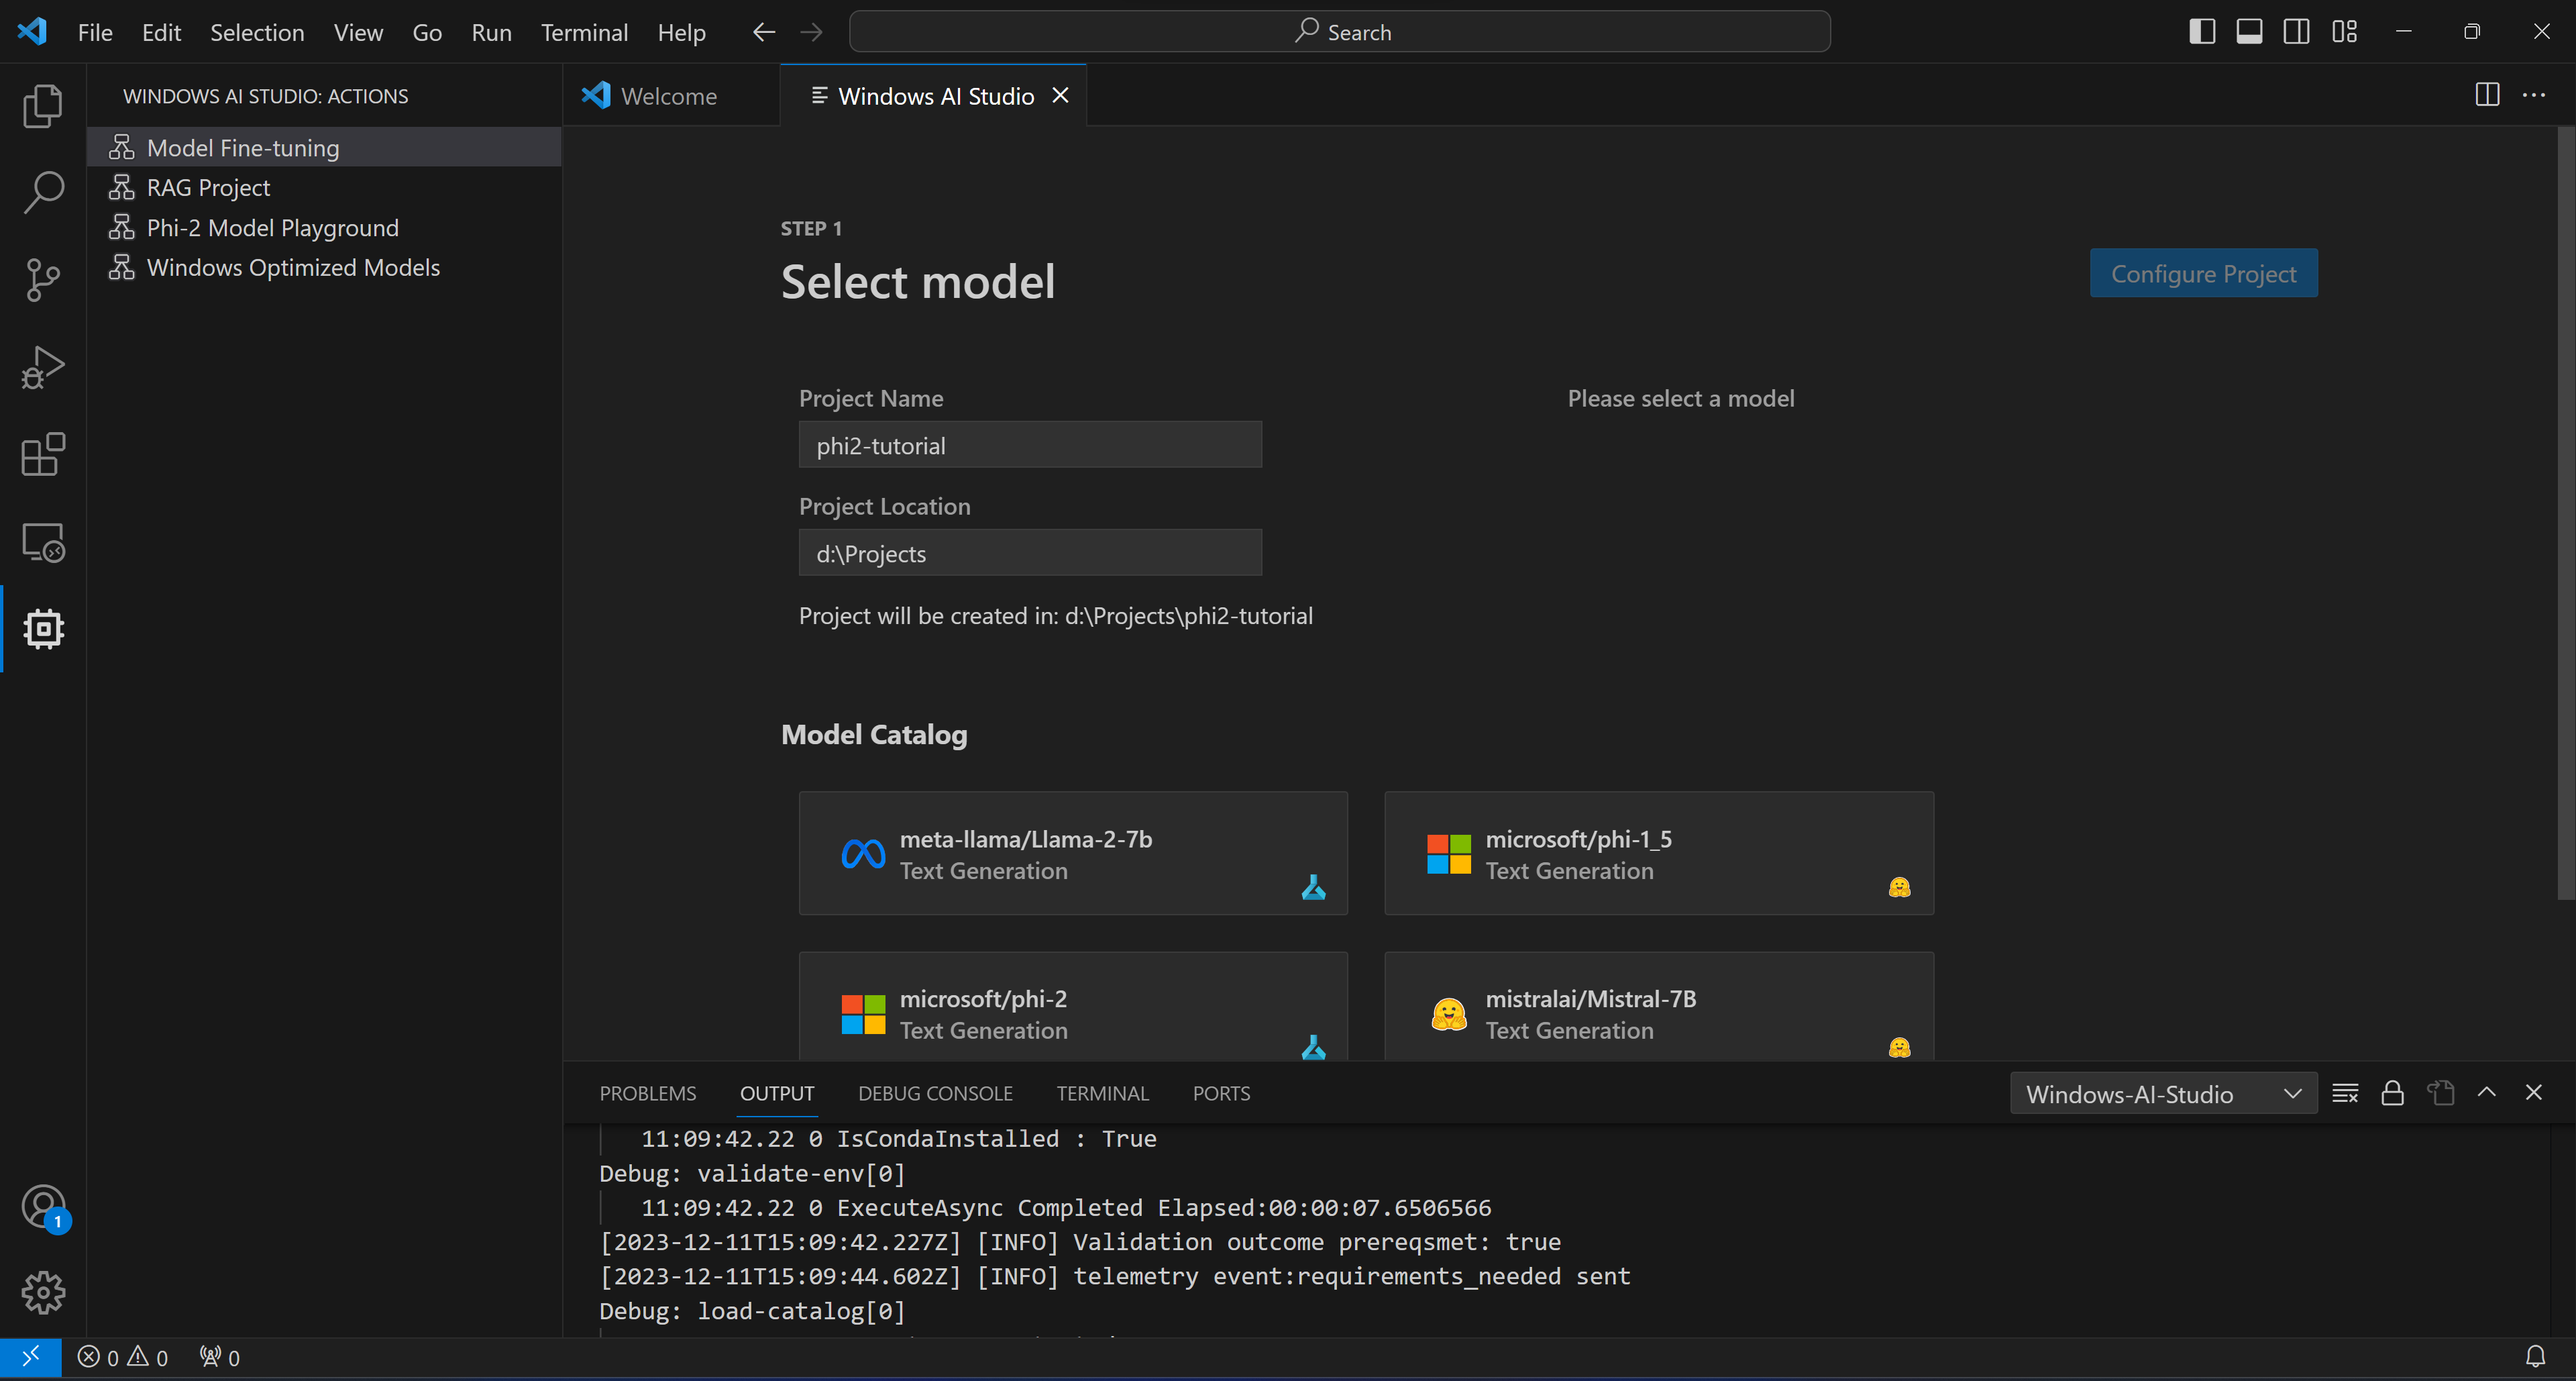 File Edit Selection View Go Run Terminal Help
Search
WINDOWS AI STUDIO: ACTIONS
Model Fine-tuning
RAG Project
Phi-2 Model Playground
Windows Optimized Models
Welcome
Windows AI Studio
STEP 1
Select model
Configure Project
Project Name
phi2-tutorial
Project Location
d:\Projects
Project will be created in: d:\Projects\phi2-tutorial
Please select a model
Model Catalog
meta-llama/Llama-2-7b
Text Generation
microsoft/phi-1_5
Text Generation
microsoft/phi-2
Text Generation
mistralai/Mistral-7B
Text Generation
PROBLEMS OUTPUT DEBUG CONSOLE TERMINAL PORTS
Windows-AI-Studio
11:09:42.22 0 IsCondaInstalled : True
Debug: validate-env[0]
11:09:42.22 0 ExecuteAsync Completed Elapsed:00:00:07.6506566
[2023-12-11T15:09:42.227Z] [INFO] Validation outcome prereqsmet: true
[2023-12-11T15:09:44.602Z] [INFO] telemetry event:requirements_needed sent
Debug: load-catalog[0]
1
0 0 0